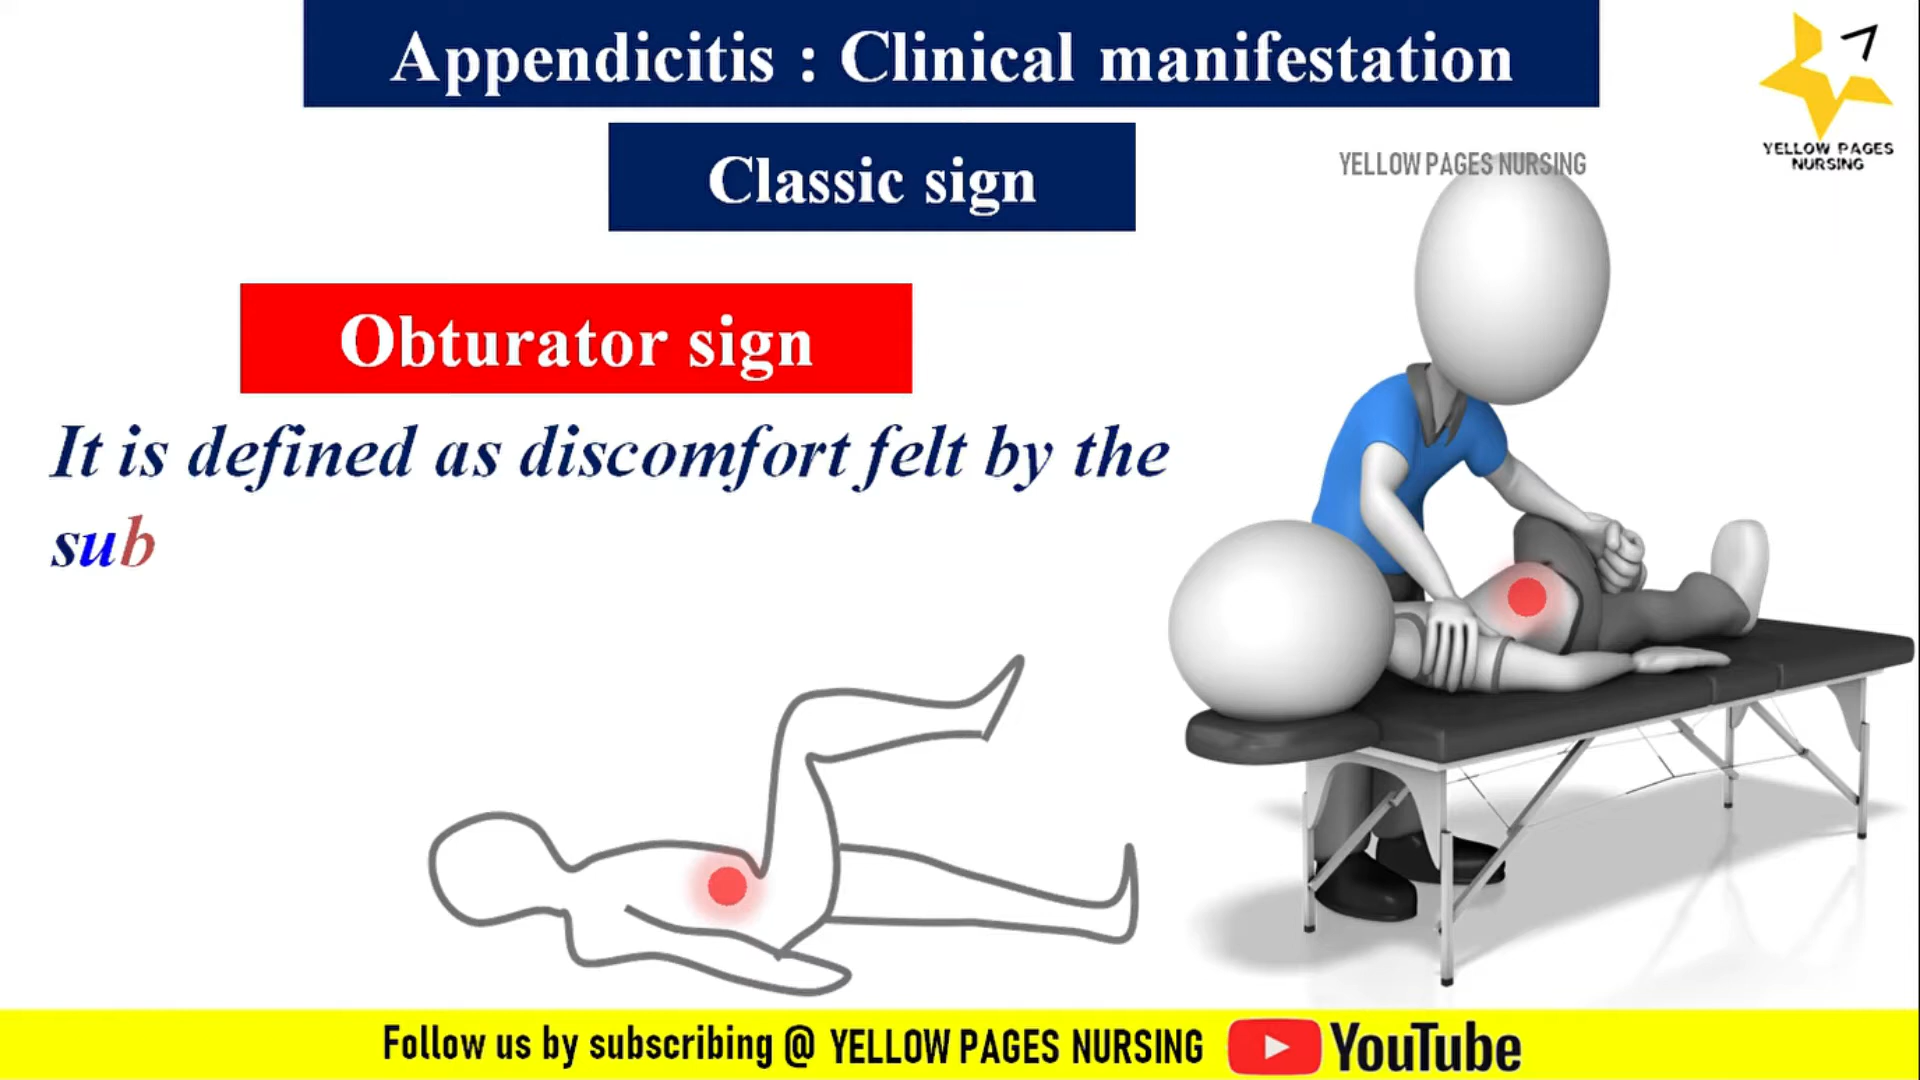 Appendicitis : Clinical manifestation
Classic sign
YELLOW PAGES NURSING
YELLOW PAGES
NURSING
Obturator sign
It is defined as discomfort felt by the
sub
Follow us by subscribing @ YELLOW PAGES NURSING YouTube